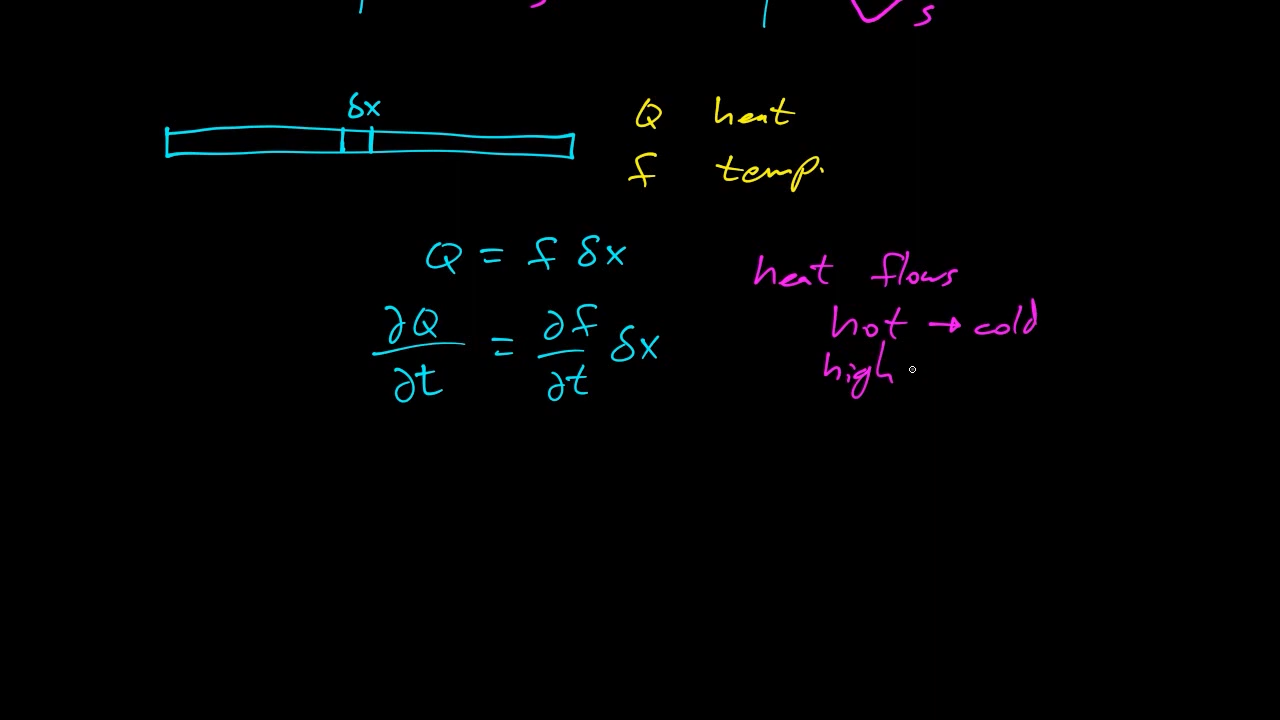 s
s
δx
Q heat
f temp.
Q = f δx
∂Q/∂t = ∂f/∂t δx
heat flows
hot → cold
high